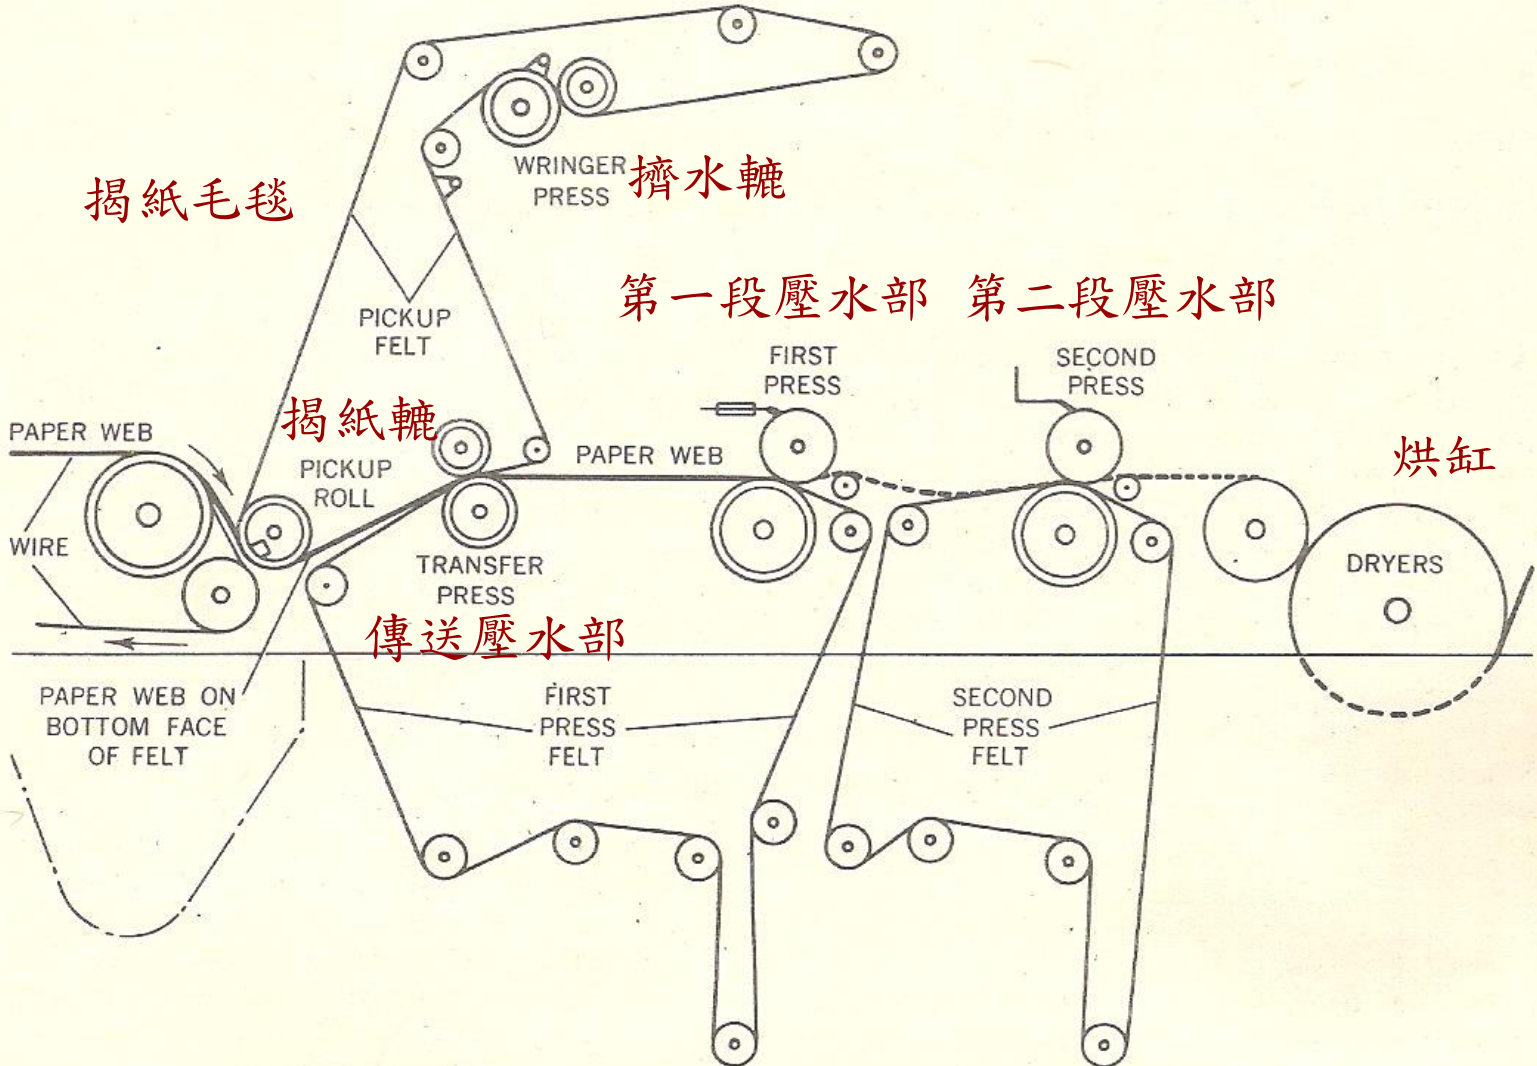 WRINGER
PRESS
擠水轆
揭紙毛毯
第一段壓水部
第二段壓水部
PICKUP
FELT
FIRST
PRESS
SECOND
PRESS
揭紙轆
PAPER WEB
PICKUP
ROLL
PAPER WEB
烘缸
WIRE
TRANSFER
PRESS
DRYERS
傳送壓水部
PAPER WEB ON
BOTTOM FACE
OF FELT
FIRST
PRESS
FELT
SECOND
PRESS
FELT